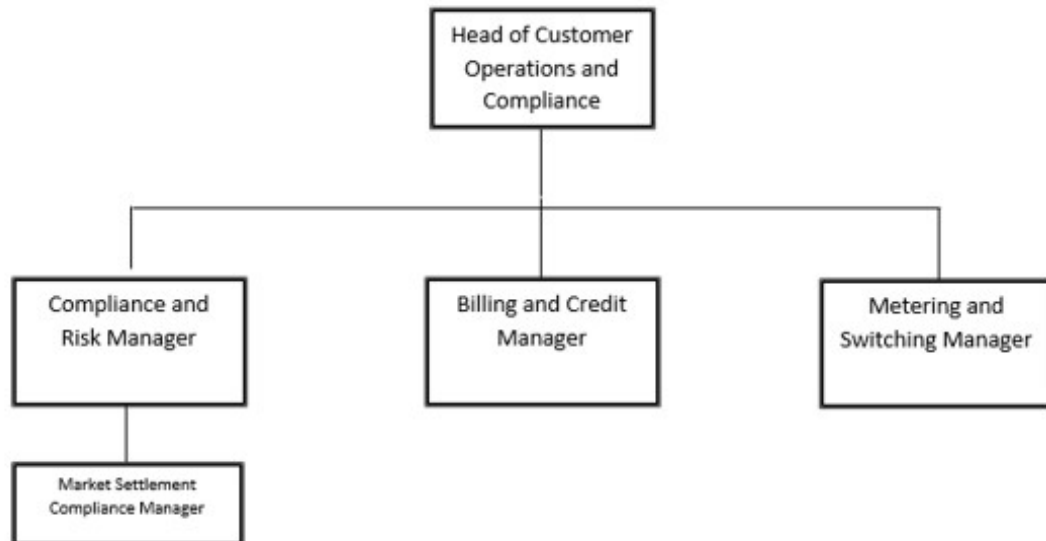 Head of Customer
Operations and
Compliance
Compliance and
Risk Manager
Billing and Credit
Manager
Metering and
Switching Manager
Market Settlement
Compliance Manager